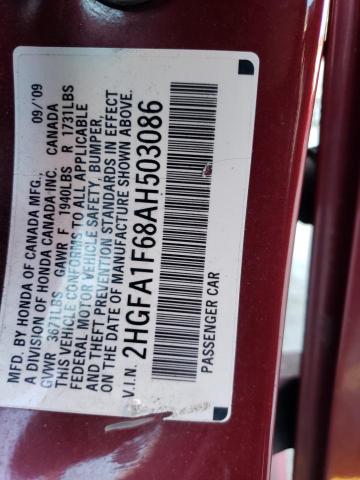 MFD. BY HONDA OF CANADA MFG., 09/'09
A DIVISION OF HONDA CANADA INC. CANADA
GVWR 3671LBS GAWR F 1940LBS R 1731LBS
THIS VEHICLE CONFORMS TO ALL APPLICABLE
FEDERAL MOTOR VEHICLE SAFETY, BUMPER,
AND THEFT PREVENTION STANDARDS IN EFFECT
ON THE DATE OF MANUFACTURE SHOWN ABOVE.
V.I.N. 2HGFA1F68AH503086
PASSENGER CAR